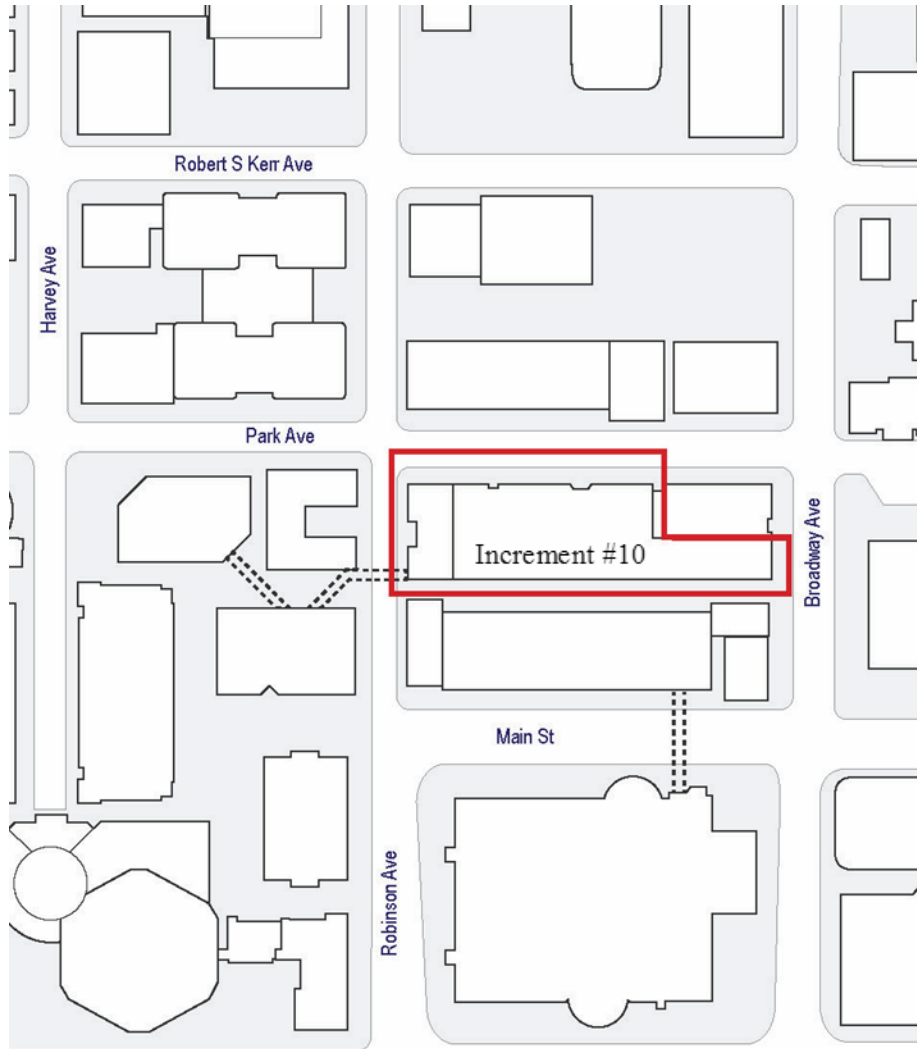 Robert S Kerr Ave
Harvey Ave
Park Ave
Increment #10
Broadway Ave
Main St
Robinson Ave